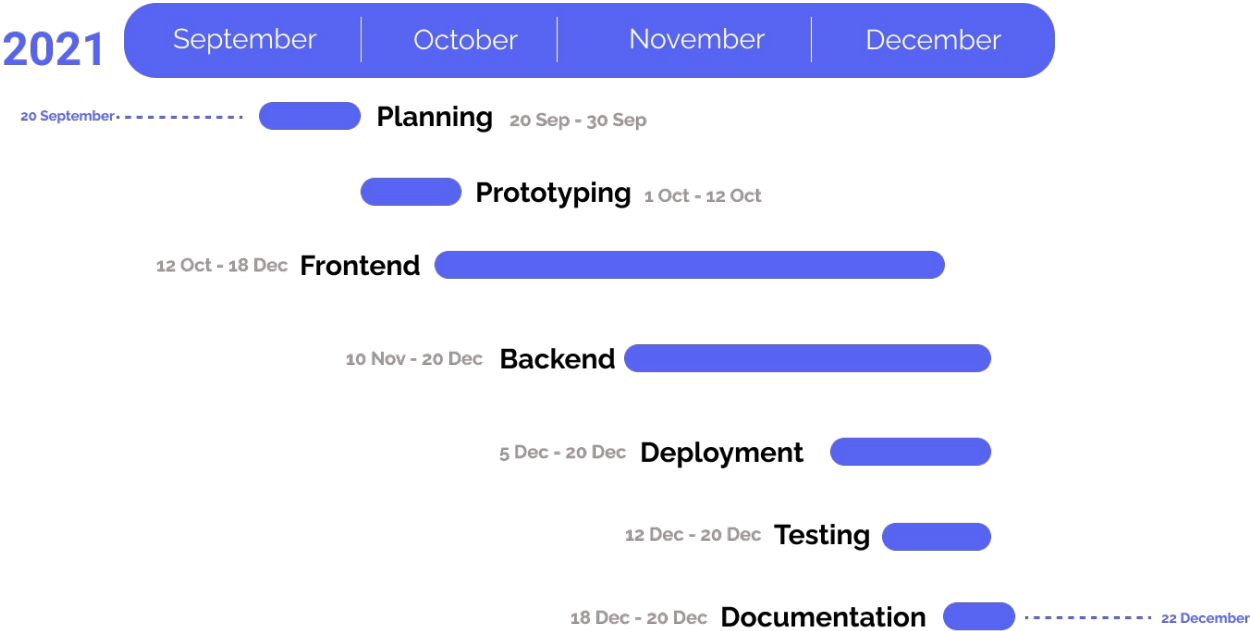 2021 September October November December
20 September Planning 20 Sep - 30 Sep
Prototyping 1 Oct - 12 Oct
12 Oct - 18 Dec Frontend
10 Nov - 20 Dec Backend
5 Dec - 20 Dec Deployment
12 Dec - 20 Dec Testing
18 Dec - 20 Dec Documentation 22 December